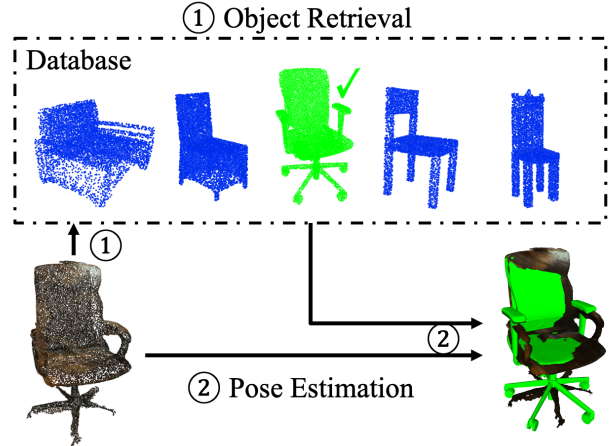 ① Object Retrieval
Database
①
②
② Pose Estimation